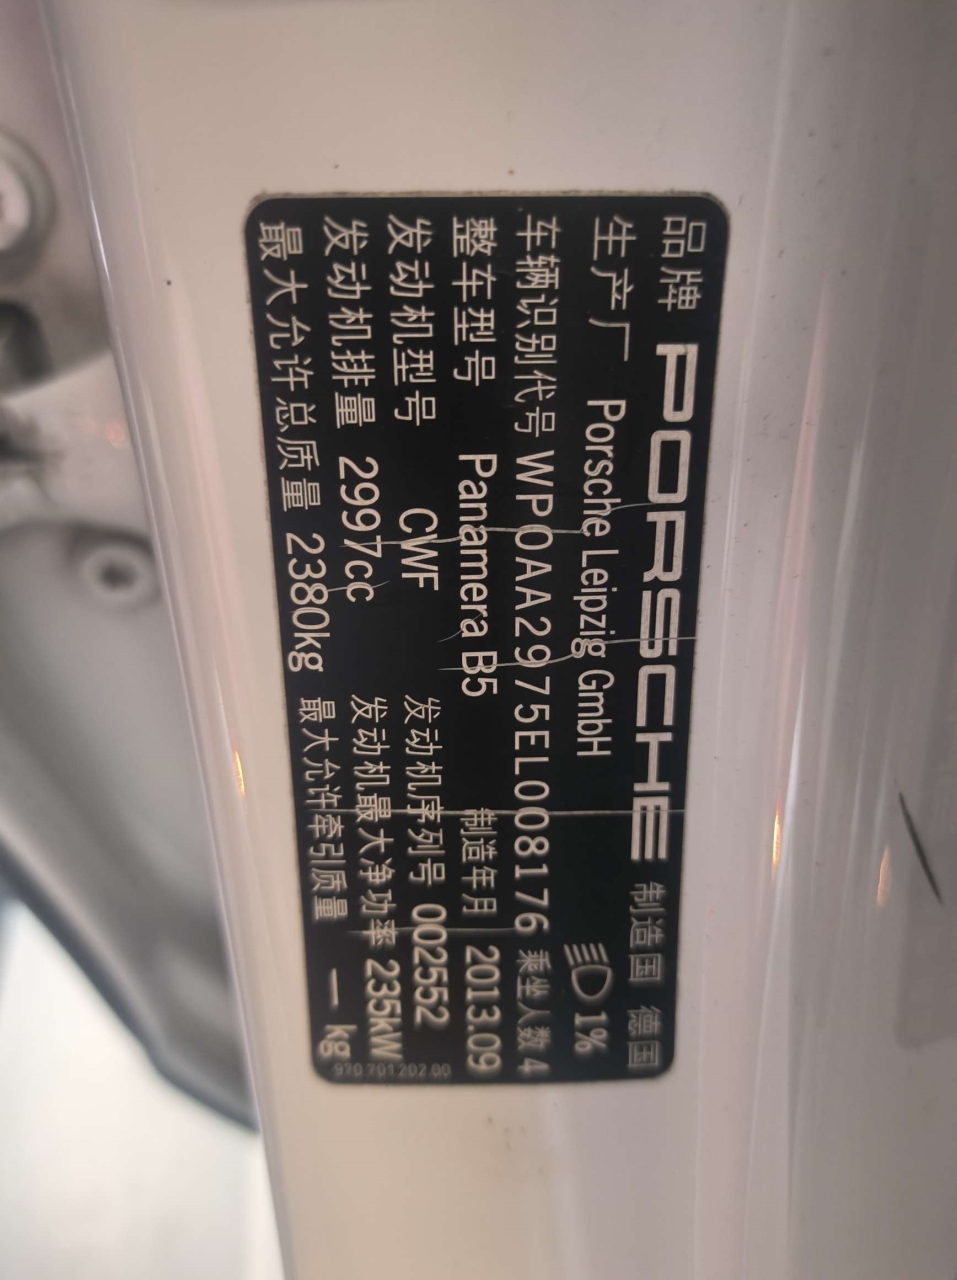 品牌 PORSCHE 制造国 德国
生产厂 Porsche Leipzig GmbH 1%
车辆识别代号 WP0AA2975EL008176 乘坐人数 4
整车型号 Panamera B5 制造年月 2013.09
发动机型号 CWF 发动机序列号 002552
发动机排量 2997cc 发动机最大净功率 235kW
最大允许总质量 2380kg 最大允许牵引质量 — kg
970.701.202.00